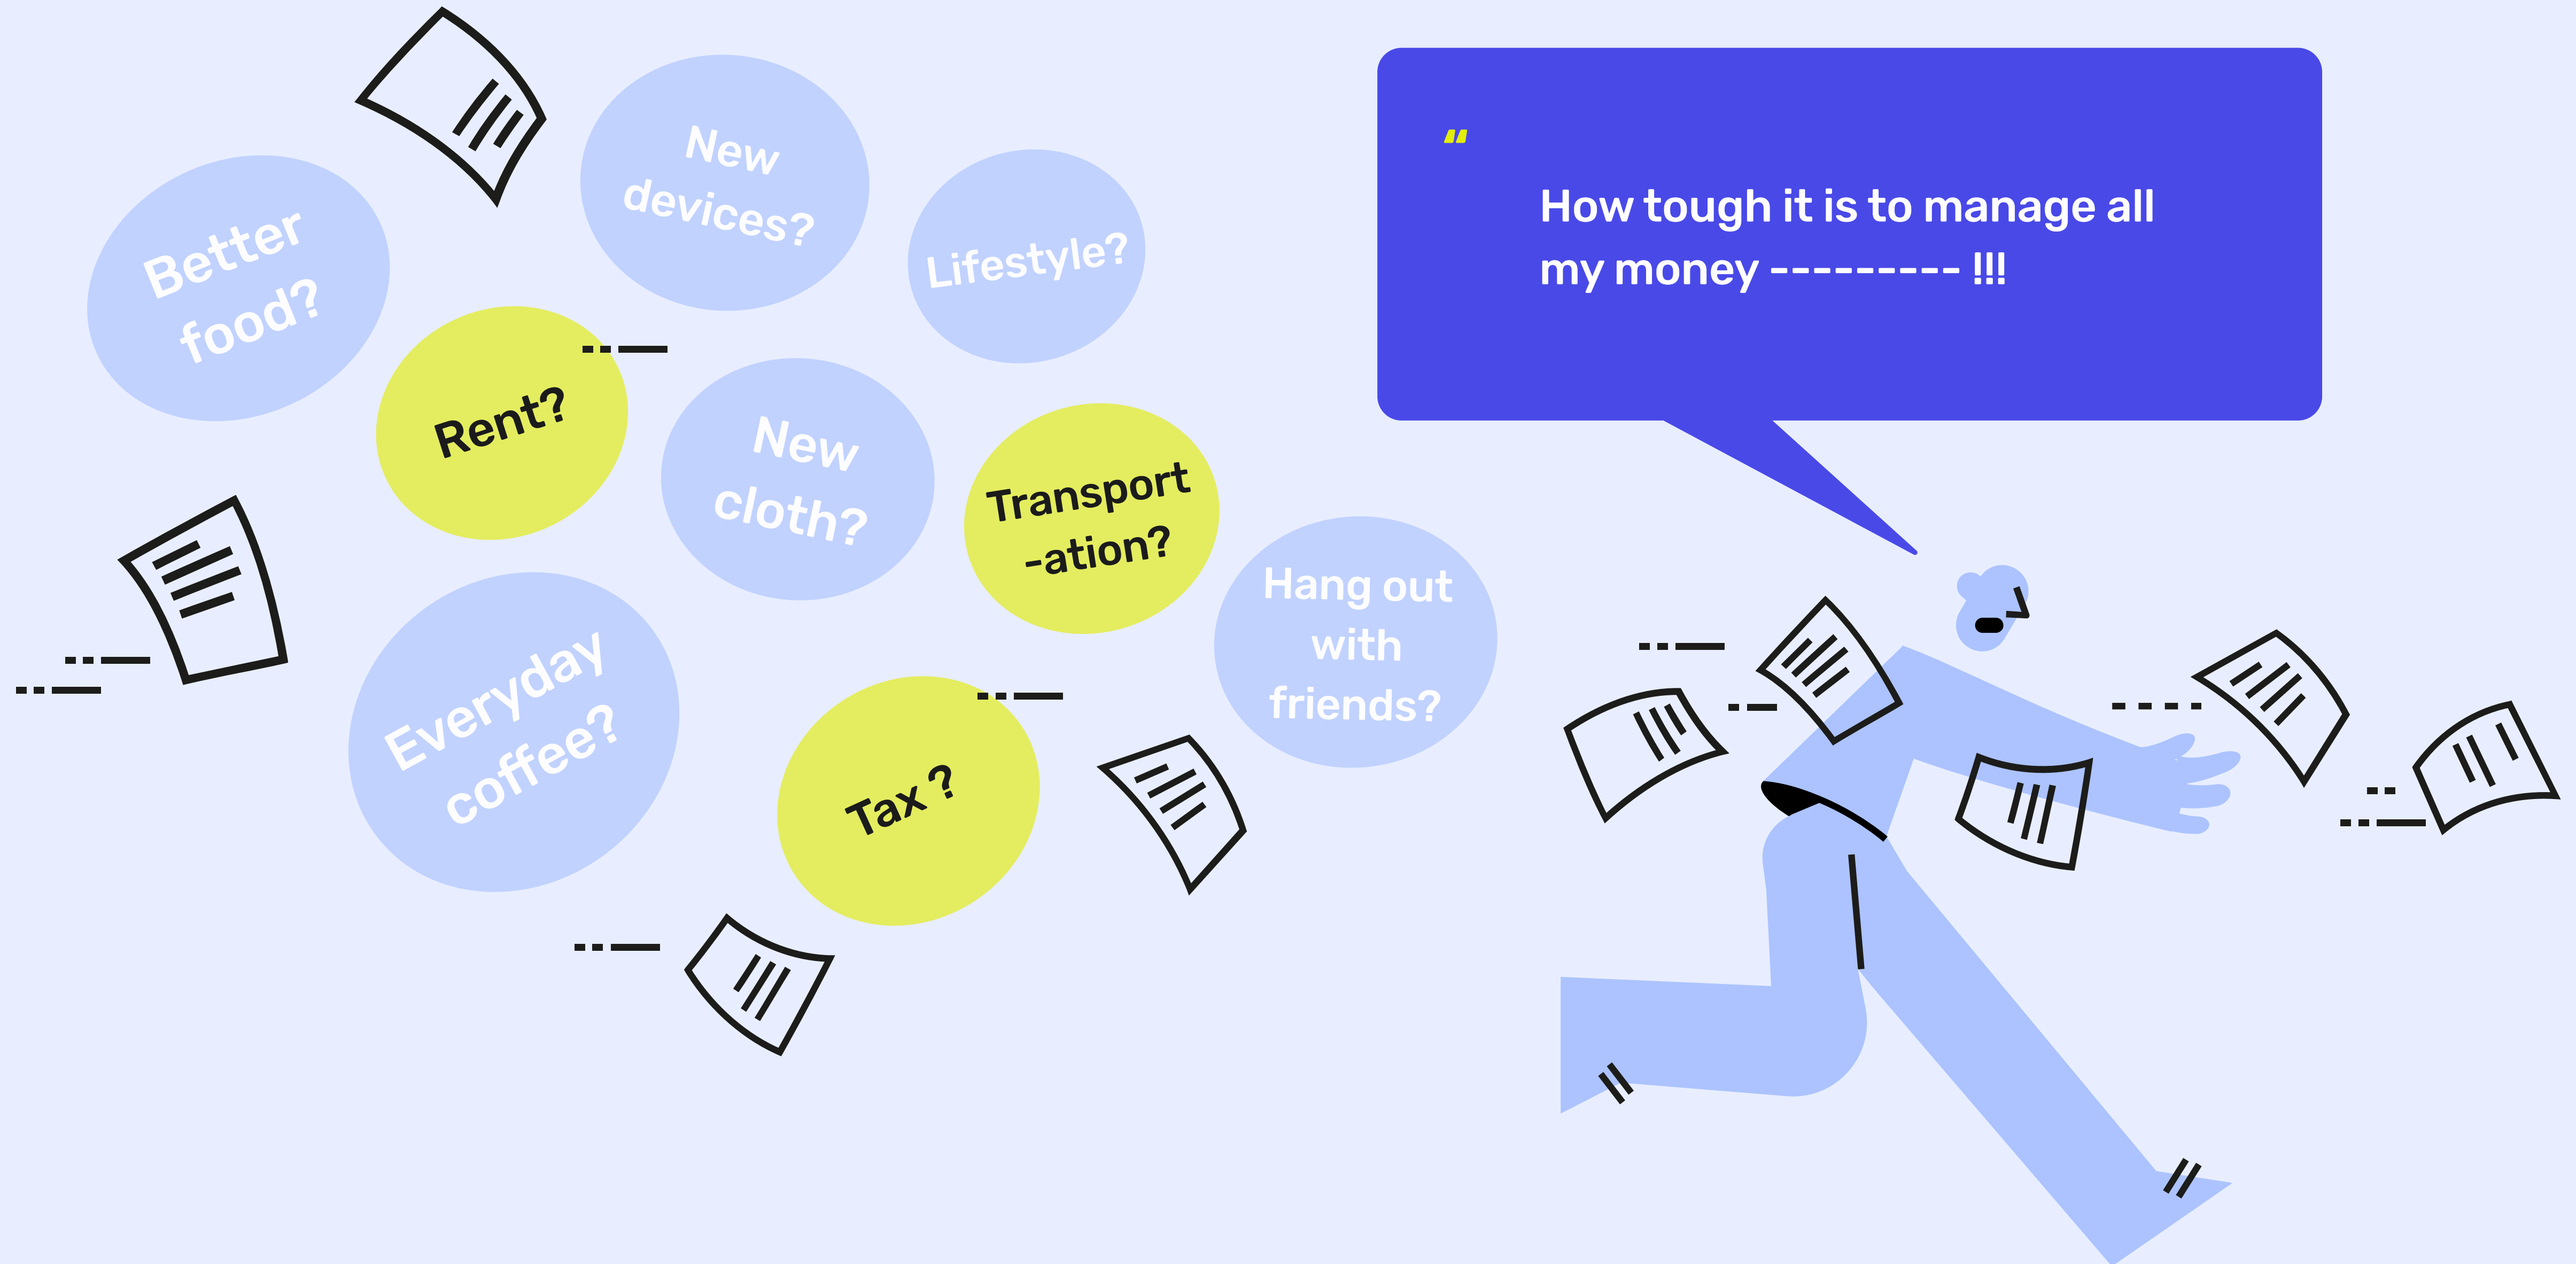 New
devices?
Better
food?
Lifestyle?
Rent?
New
cloth?
Transport
-ation?
Hang out
with
friends?
Everyday
coffee?
Tax ?
“
How tough it is to manage all
my money --------- !!!